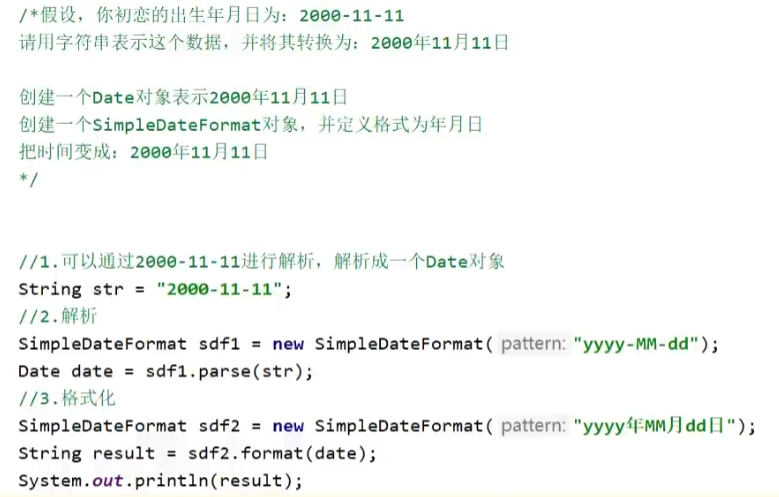 /*假设，你初恋的出生年月日为：2000-11-11
请用字符串表示这个数据，并将其转换为：2000年11月11日
创建一个Date对象表示2000年11月11日
创建一个SimpleDateFormat对象，并定义格式为年月日
把时间变成：2000年11月11日
*/
//1.可以通过2000-11-11进行解析，解析成一个Date对象
String str = "2000-11-11";
//2.解析
SimpleDateFormat sdf1 = new SimpleDateFormat( pattern: "yyyy-MM-dd");
Date date = sdf1.parse(str);
//3.格式化
SimpleDateFormat sdf2 = new SimpleDateFormat( pattern: "yyyy年MM月dd日");
String result = sdf2.format(date);
System.out.println(result);